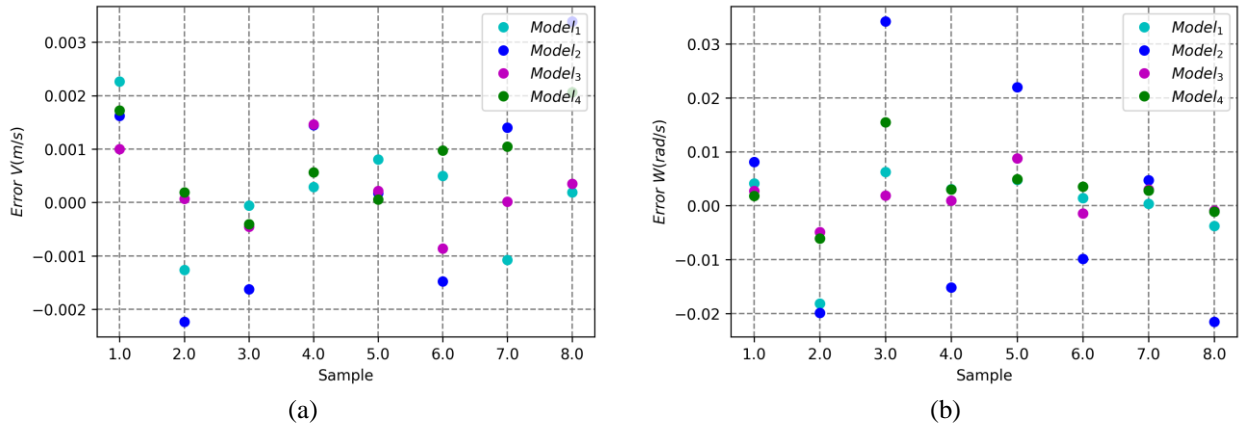 Error V(m/s)
0.003
0.002
0.001
0.000
−0.001
−0.002
1.0 2.0 3.0 4.0 5.0 6.0 7.0 8.0
Sample
Model₁
Model₂
Model₃
Model₄
(a)
Error W(rad/s)
0.03
0.02
0.01
0.00
−0.01
−0.02
1.0 2.0 3.0 4.0 5.0 6.0 7.0 8.0
Sample
Model₁
Model₂
Model₃
Model₄
(b)